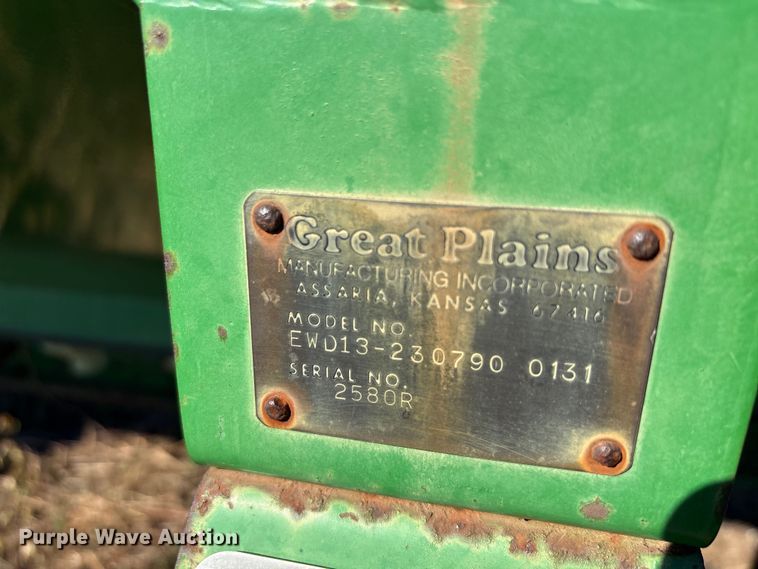 Great Plains
MANUFACTURING INCORPORATED
ASSARIA, KANSAS 67416
MODEL NO.
EWD13-230790 0131
SERIAL NO.
2580R
Purple Wave Auction